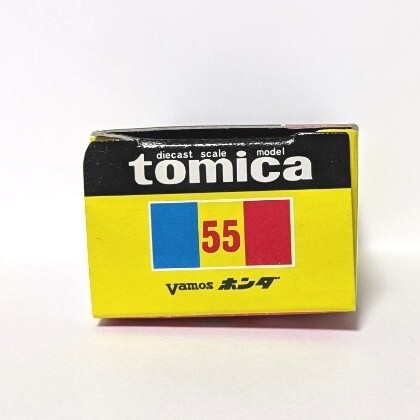 diecast scale model
tomica
55
Vamos ホンダ